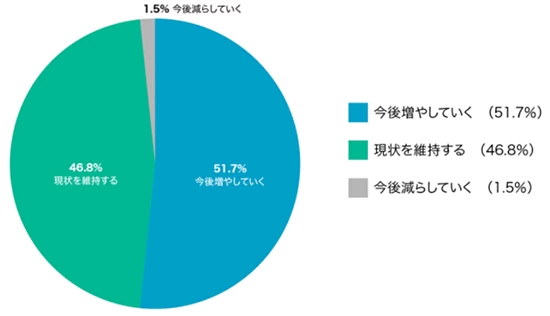 1.5% 今後減らしていく
46.8%
現状を維持する
51.7%
今後増やしていく
今後増やしていく （51.7%）
現状を維持する （46.8%）
今後減らしていく （1.5%）